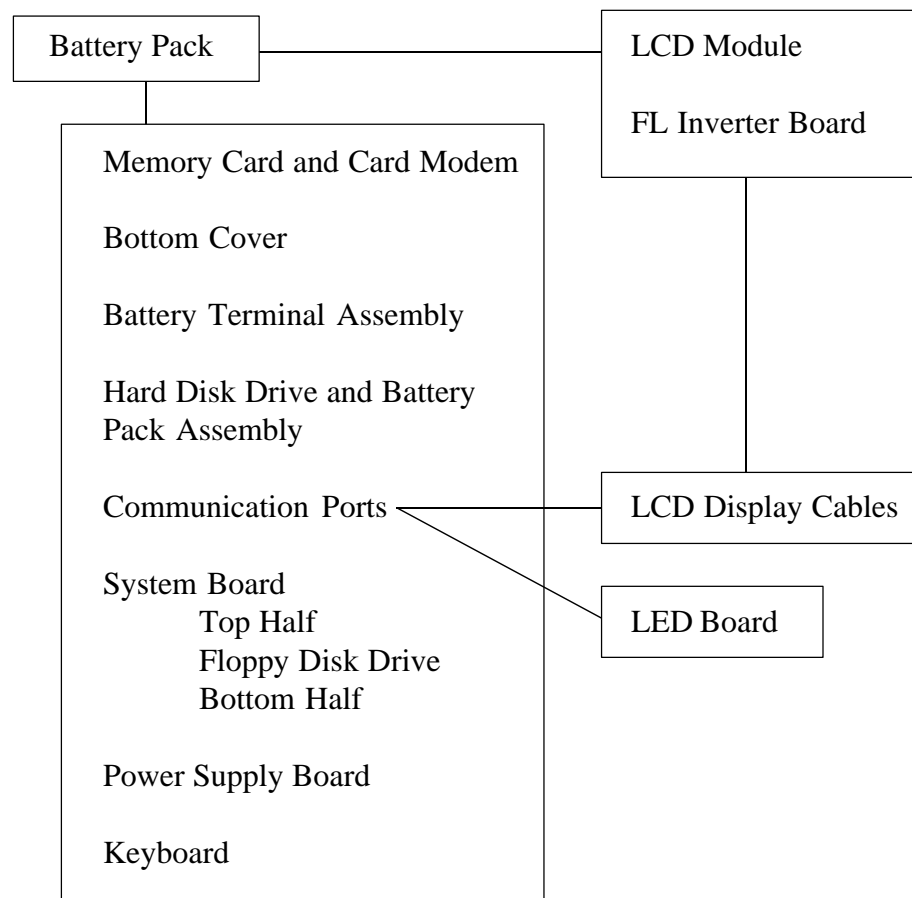 Battery Pack
LCD Module
FL Inverter Board
Memory Card and Card Modem
Bottom Cover
Battery Terminal Assembly
Hard Disk Drive and Battery
Pack Assembly
Communication Ports
LCD Display Cables
System Board
Top Half
Floppy Disk Drive
Bottom Half
LED Board
Power Supply Board
Keyboard